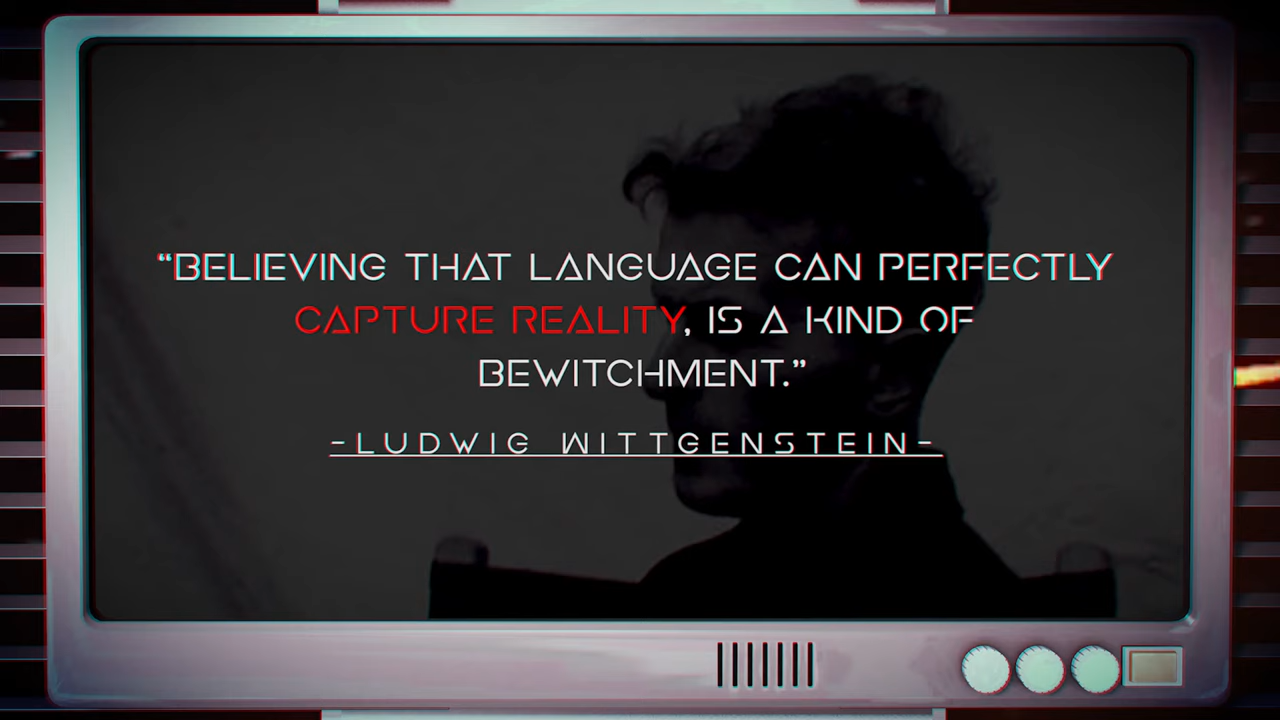 “BELIEVING THAT LANGUAGE CAN PERFECTLY
CAPTURE REALITY, IS A KIND OF
BEWITCHMENT.”
-LUDWIG WITTGENSTEIN-